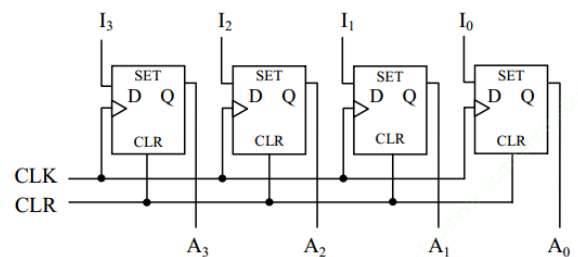 I3 I2 I1 I0
SET SET SET SET
D Q D Q D Q D Q
CLR CLR CLR CLR
CLK
CLR
A3 A2 A1 A0